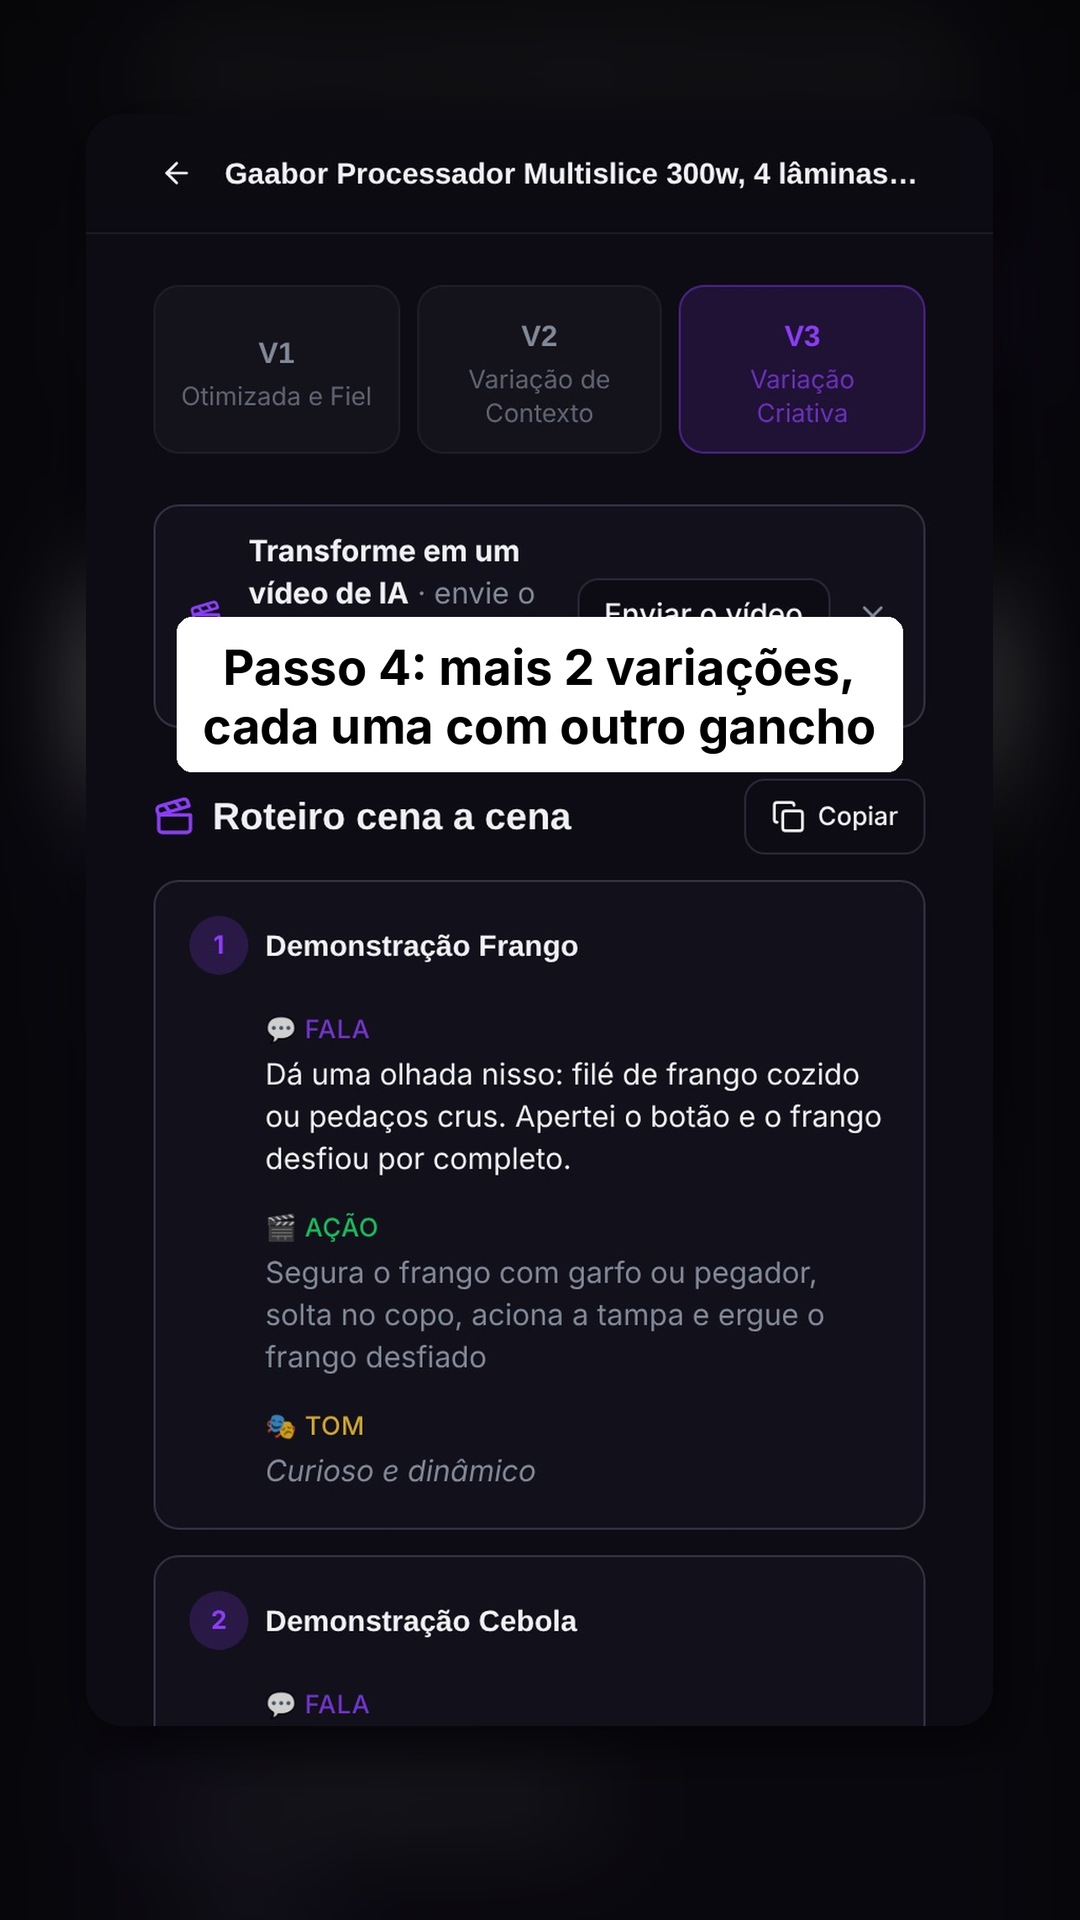 Gaabor Processador Multislice 300w, 4 lâminas...
V1
Otimizada e Fiel
V2
Variação de
Contexto
V3
Variação
Criativa
Transforme em um
vídeo de IA · envie o
Enviar o vídeo
Passo 4: mais 2 variações,
cada uma com outro gancho
Roteiro cena a cena
Copiar
1
Demonstração Frango
FALA
Dá uma olhada nisso: filé de frango cozido
ou pedaços crus. Apertei o botão e o frango
desfiou por completo.
AÇÃO
Segura o frango com garfo ou pegador,
solta no copo, aciona a tampa e ergue o
frango desfiado
TOM
Curioso e dinâmico
2
Demonstração Cebola
FALA